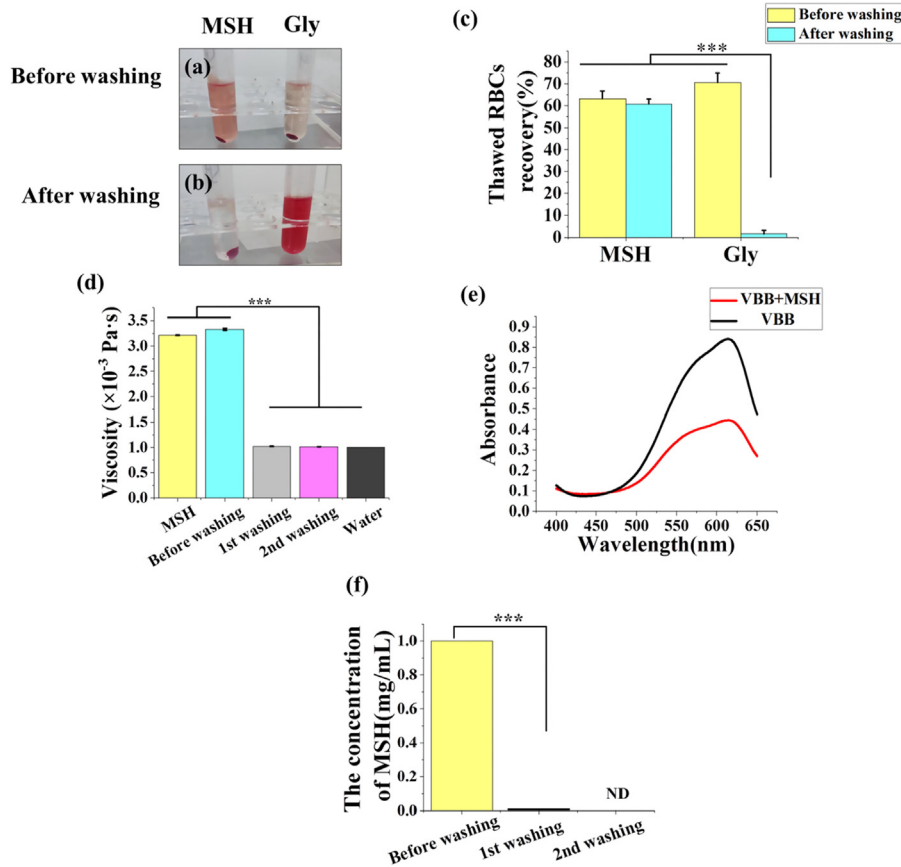 MSH Gly
Before washing
(a)
After washing
(b)
(c)
Before washing
After washing
***
Thawed RBCs
recovery(%)
80
70
60
50
40
30
20
10
0
MSH Gly
(d)
***
Viscosity (×10⁻³ Pa·s)
3.5
3.0
2.5
2.0
1.5
1.0
0.5
0.0
MSH
Before washing
1st washing
2nd washing
Water
(e)
VBB+MSH
VBB
Absorbance
0.9
0.8
0.7
0.6
0.5
0.4
0.3
0.2
0.1
0.0
400 450 500 550 600 650
Wavelength(nm)
(f)
***
The concentration
of MSH(mg/mL)
1.0
0.8
0.6
0.4
0.2
0.0
ND
Before washing
1st washing
2nd washing